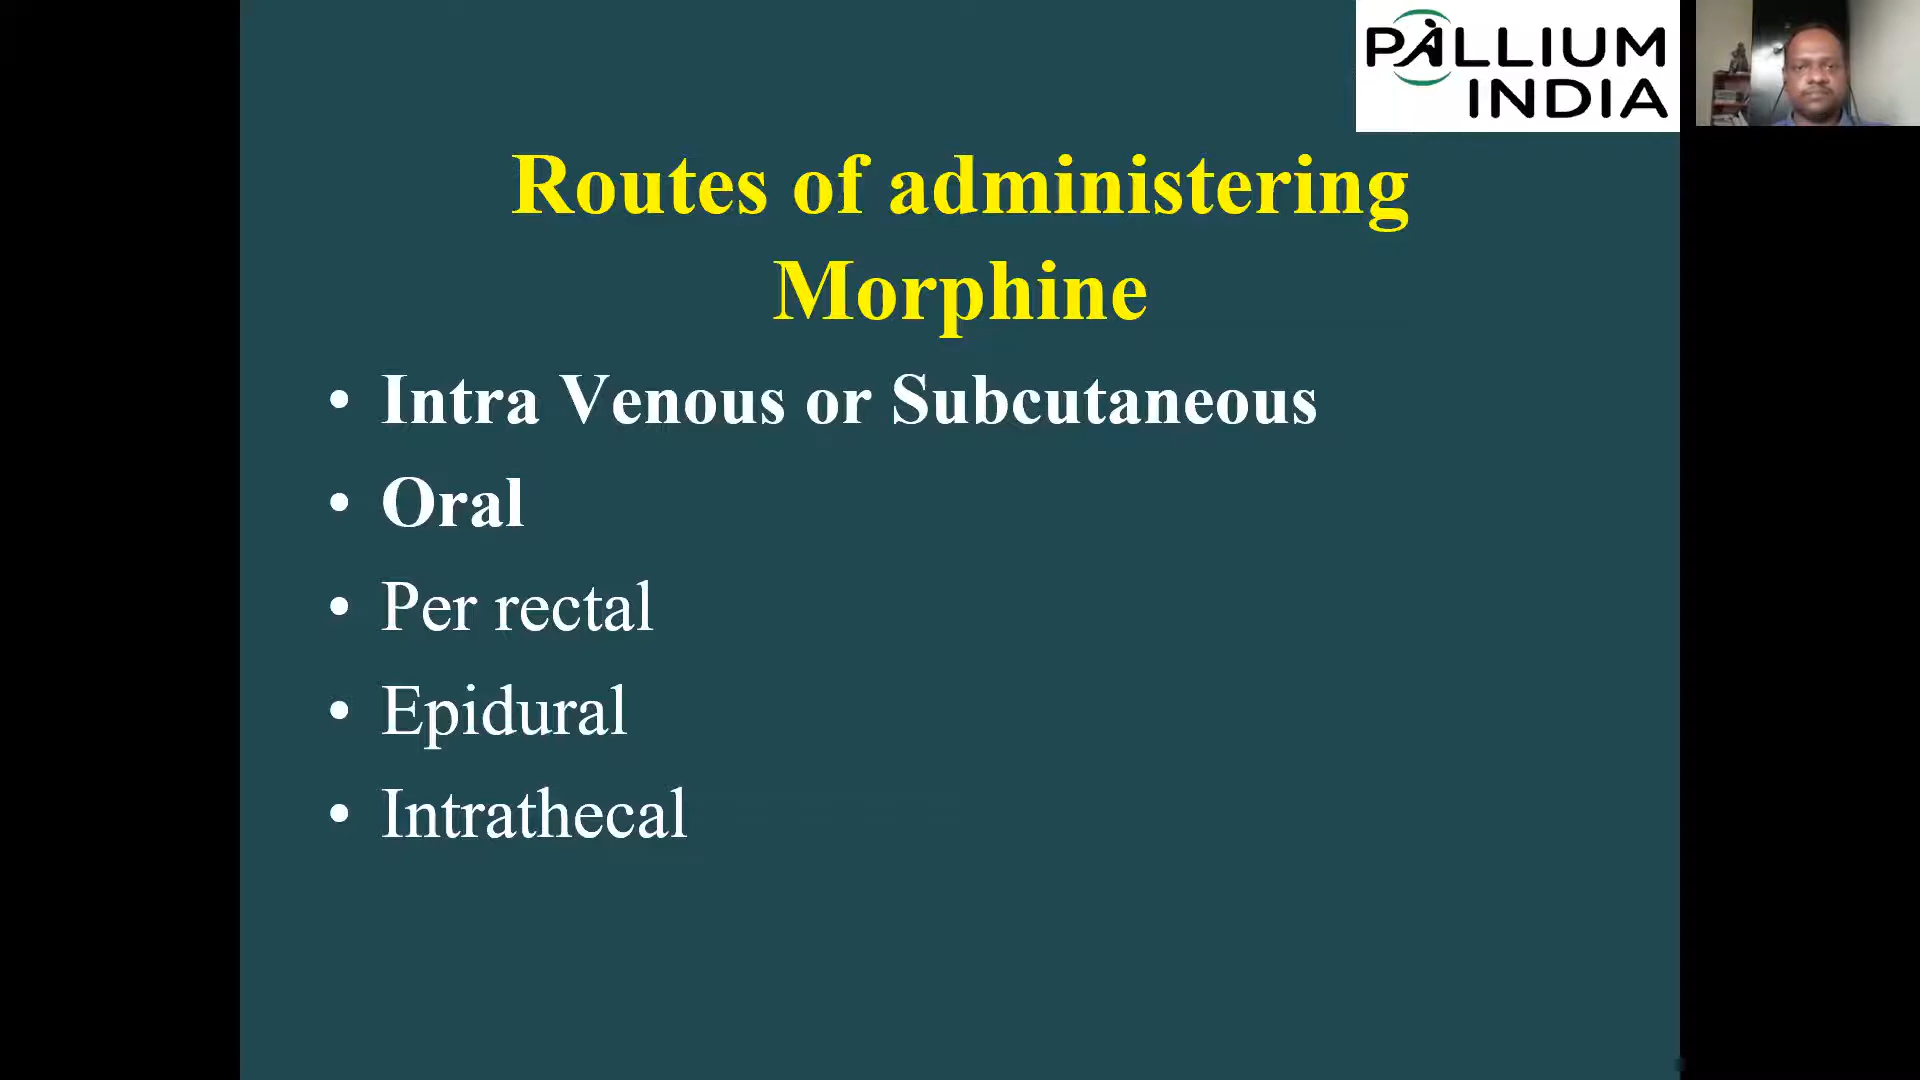 PALLIUM
INDIA
Routes of administering
Morphine
• Intra Venous or Subcutaneous
• Oral
• Per rectal
• Epidural
• Intrathecal